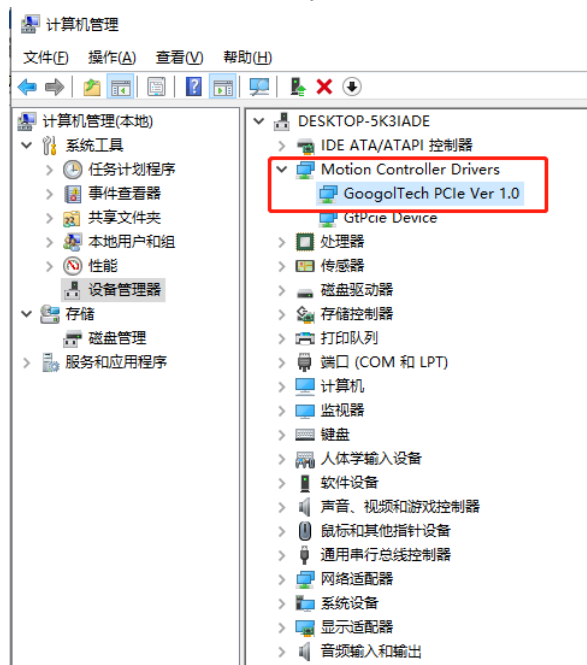 计算机管理
文件(F) 操作(A) 查看(V) 帮助(H)
计算机管理(本地)
系统工具
任务计划程序
事件查看器
共享文件夹
本地用户和组
性能
设备管理器
存储
磁盘管理
服务和应用程序
DESKTOP-5K3IADE
IDE ATA/ATAPI 控制器
Motion Controller Drivers
GoogolTech PCIe Ver 1.0
GtPcie Device
处理器
传感器
磁盘驱动器
存储控制器
打印队列
端口 (COM 和 LPT)
计算机
监视器
键盘
人体学输入设备
软件设备
声音、视频和游戏控制器
鼠标和其他指针设备
通用串行总线控制器
网络适配器
系统设备
显示适配器
音频输入和输出